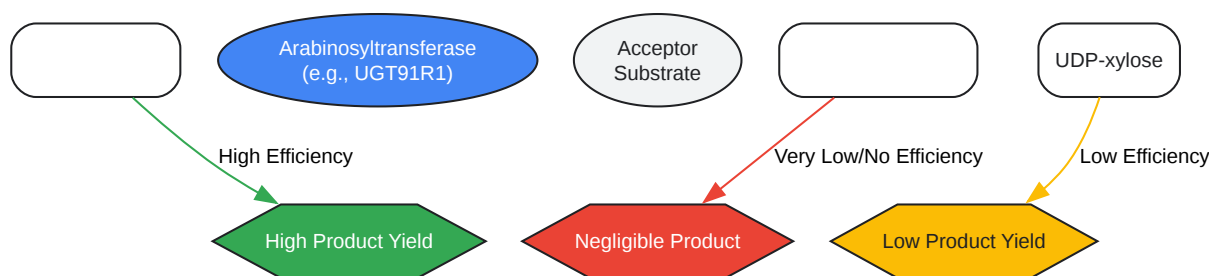 Arabinosyltransferase
(e.g., UGT91R1)
Acceptor
Substrate
UDP-xylose
High Efficiency
Very Low/No Efficiency
Low Efficiency
High Product Yield
Negligible Product
Low Product Yield